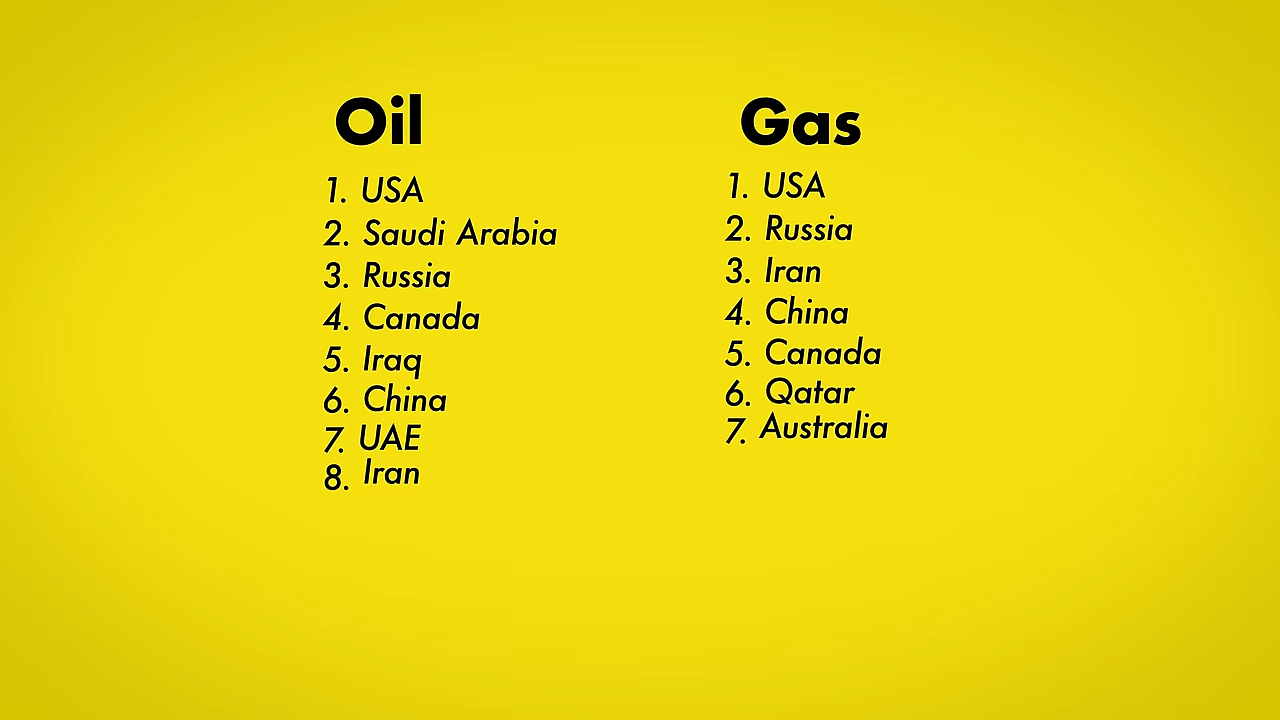 Oil
1. USA
2. Saudi Arabia
3. Russia
4. Canada
5. Iraq
6. China
7. UAE
8. Iran
Gas
1. USA
2. Russia
3. Iran
4. China
5. Canada
6. Qatar
7. Australia